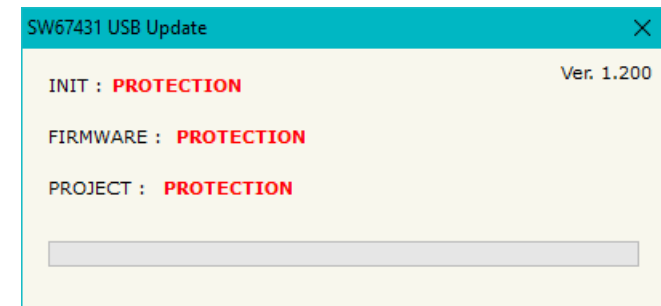 SW67431 USB Update
Ver. 1.200
INIT : PROTECTION
FIRMWARE : PROTECTION
PROJECT : PROTECTION